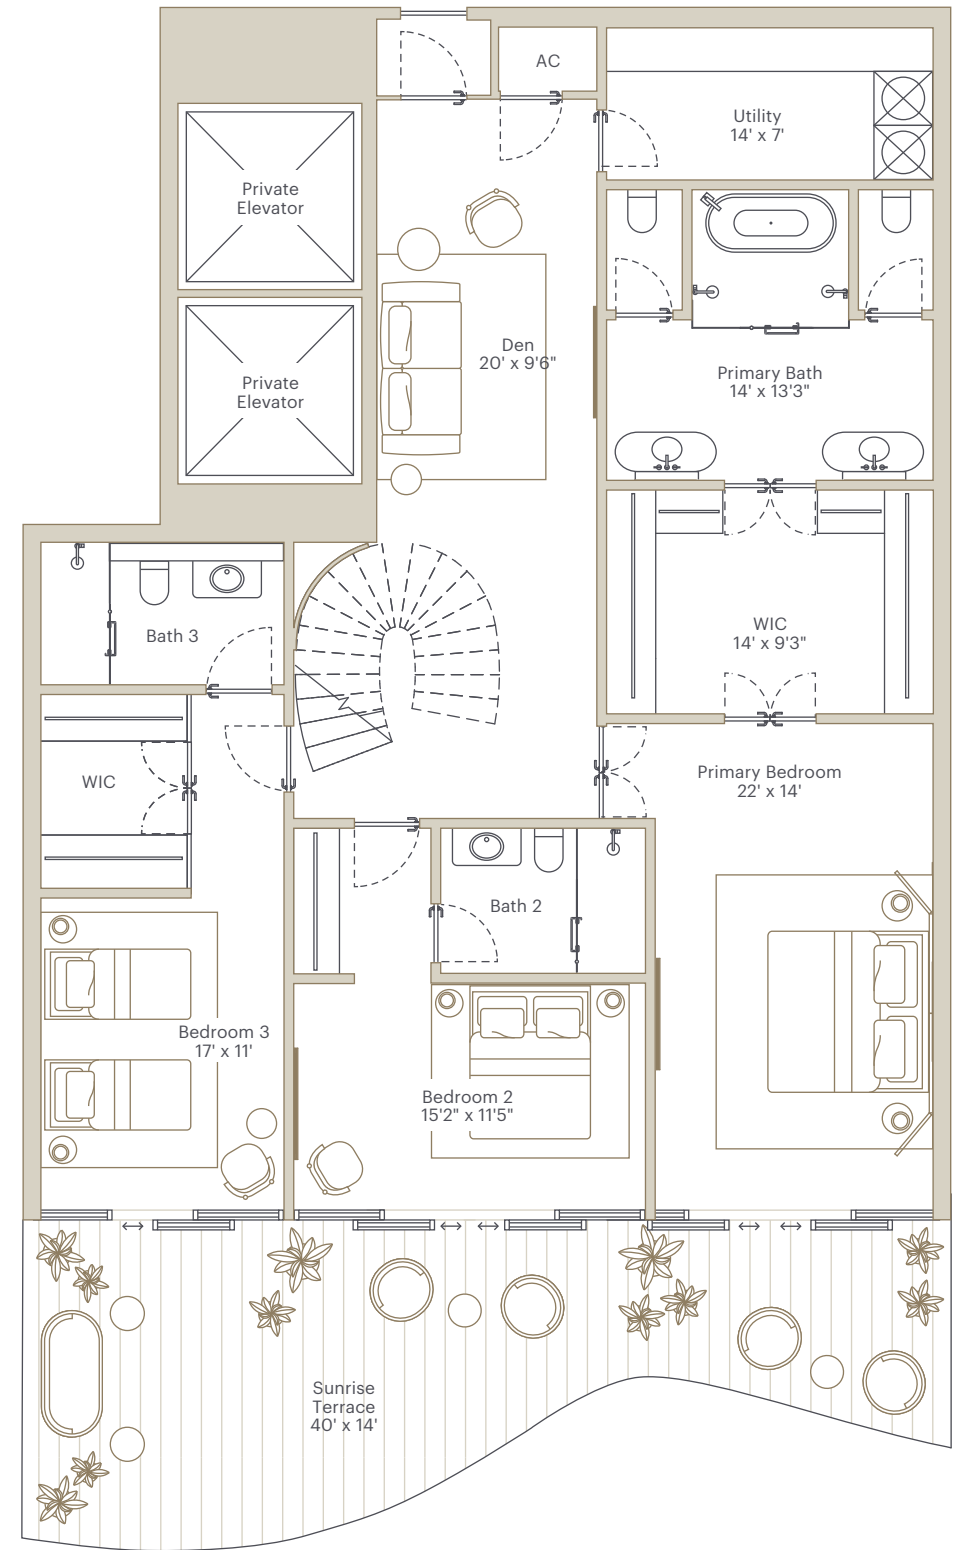 AC
Utility
14' x 7'
Private
Elevator
Den
20' x 9'6"
Private
Elevator
Primary Bath
14' x 13'3"
Bath 3
WIC
14' x 9'3"
WIC
Primary Bedroom
22' x 14'
Bath 2
Bedroom 3
17' x 11'
Bedroom 2
15'2" x 11'5"
Sunrise
Terrace
40' x 14'